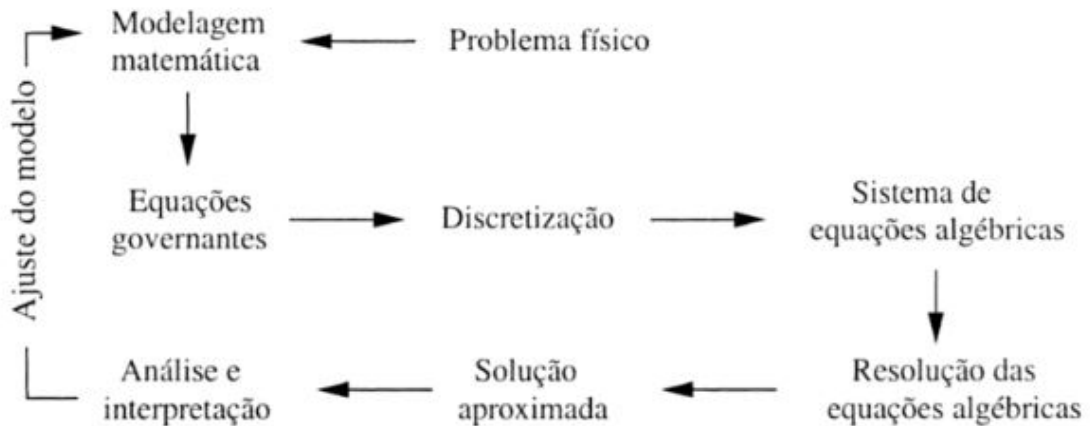 Modelagem
matemática
Problema físico
Ajuste do modelo
Equações
governantes
Discretização
Sistema de
equações algébricas
Análise e
interpretação
Solução
aproximada
Resolução das
equações algébricas